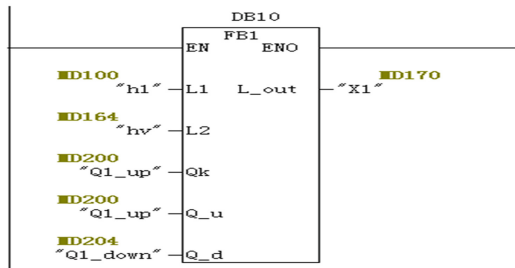 DB10
FB1
EN ENO
MD100 MD170
"h1" L1 L_out "X1"
MD164
"hv" L2
MD200
"Q1_up" Qk
MD200
"Q1_up" Q_u
MD204
"Q1_down" Q_d